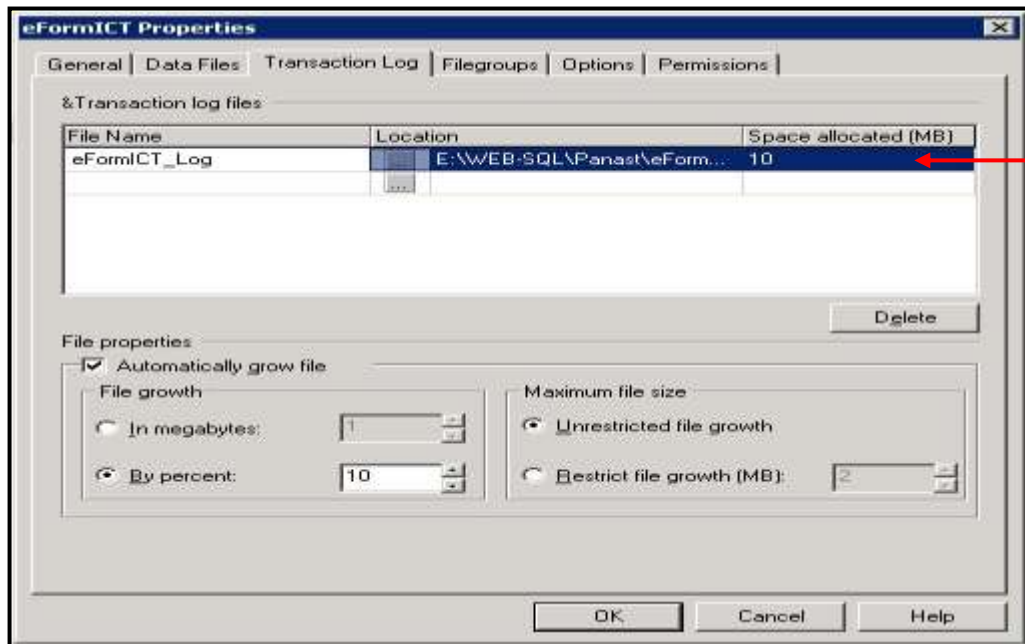 eFormICT Properties
General Data Files Transaction Log Filegroups Options Permissions
&Transaction log files
File Name Location Space allocated (MB)
eFormICT_Log ... E:\WEB-SQL\Panast\eForm... 10
...
Delete
File properties
Automatically grow file
File growth Maximum file size
In megabytes: 1 Unrestricted file growth
By percent: 10 Restrict file growth (MB): 2
OK Cancel Help